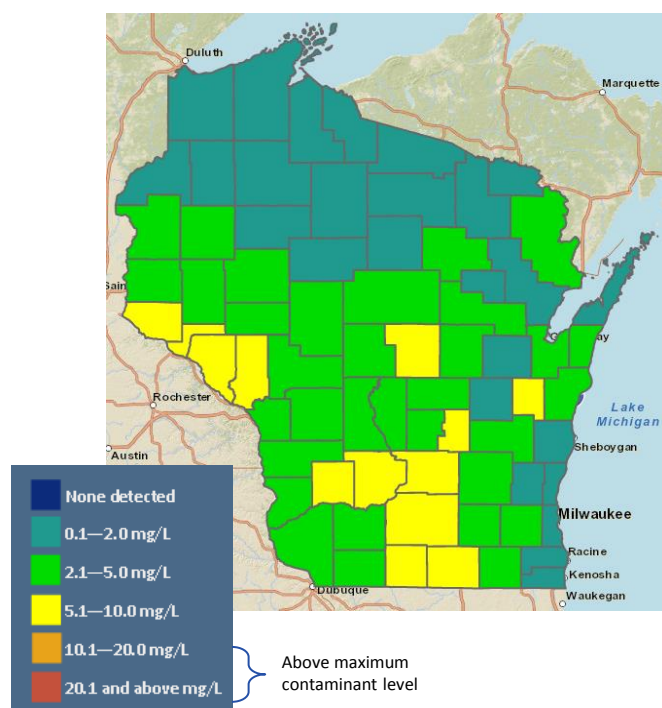 Duluth
Marquette
Sain
ay
Rochester
Lake
Michigan
Austin
Sheboygan
None detected
0.1—2.0 mg/L
Milwaukee
2.1—5.0 mg/L
Racine
Kenosha
Dubuque
Waukegan
5.1—10.0 mg/L
10.1—20.0 mg/L
20.1 and above mg/L
Above maximum
contaminant level